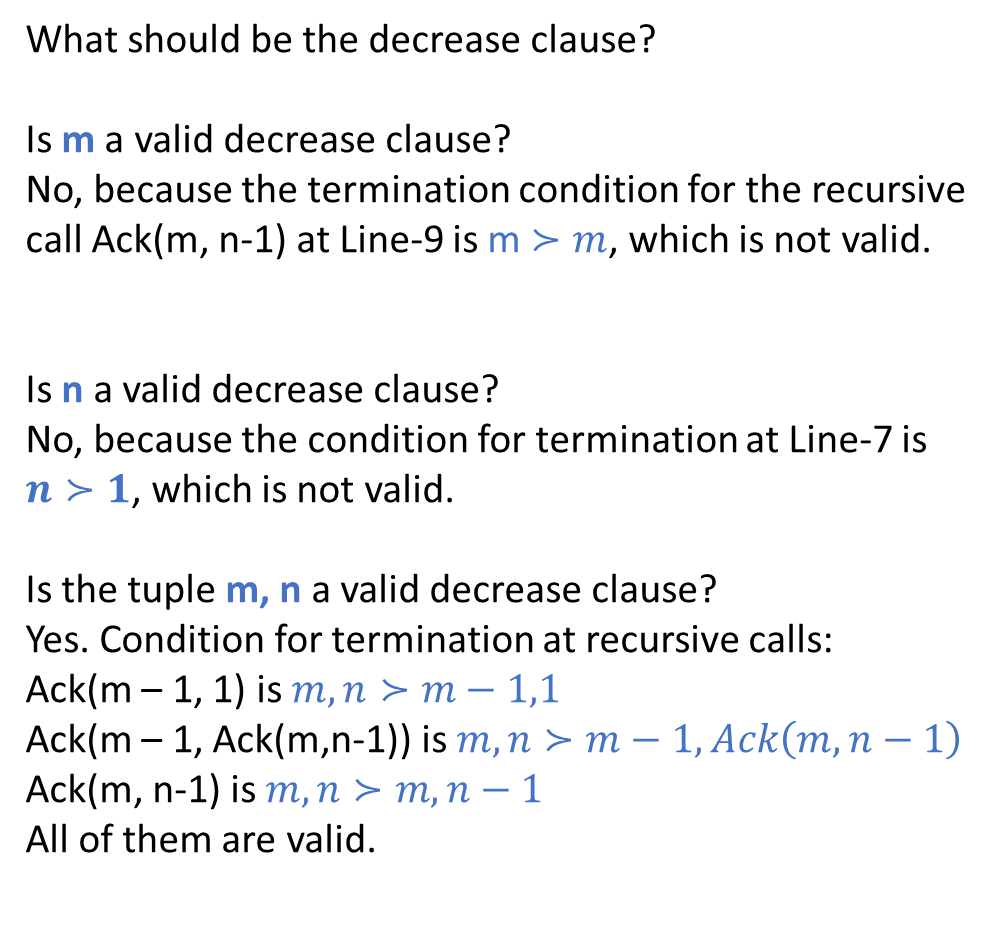 What should be the decrease clause?
Is m a valid decrease clause?
No, because the termination condition for the recursive
call Ack(m, n-1) at Line-9 is m ≻ m, which is not valid.
Is n a valid decrease clause?
No, because the condition for termination at Line-7 is
n ≻ 1, which is not valid.
Is the tuple m, n a valid decrease clause?
Yes. Condition for termination at recursive calls:
Ack(m – 1, 1) is m, n ≻ m − 1,1
Ack(m – 1, Ack(m,n-1)) is m, n ≻ m − 1, Ack(m, n − 1)
Ack(m, n-1) is m, n ≻ m, n − 1
All of them are valid.